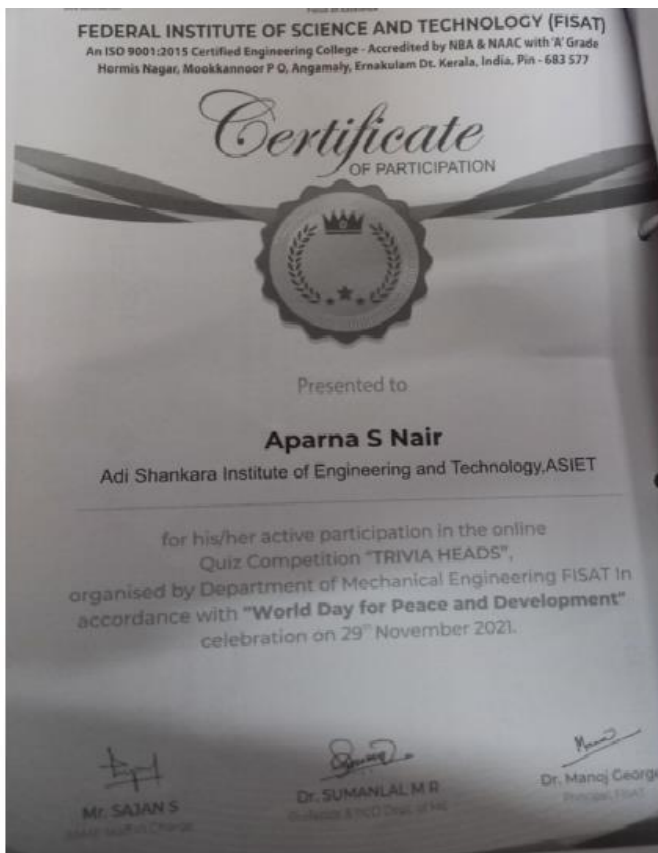 FEDERAL INSTITUTE OF SCIENCE AND TECHNOLOGY (FISAT)
An ISO 9001:2015 Certified Engineering College - Accredited by NBA & NAAC with 'A' Grade
Hormis Nagar, Mookkannoor P O, Angamaly, Ernakulam Dt. Kerala, India, Pin - 683 577
Certificate
OF PARTICIPATION
Presented to
Aparna S Nair
Adi Shankara Institute of Engineering and Technology,ASIET
for his/her active participation in the online
Quiz Competition "TRIVIA HEADS",
organised by Department of Mechanical Engineering FISAT In
accordance with "World Day for Peace and Development"
celebration on 29th November 2021.
Mr. SAJAN S
Dr. SUMANLAL M R
Dr. Manoj George
Principal, FISAT